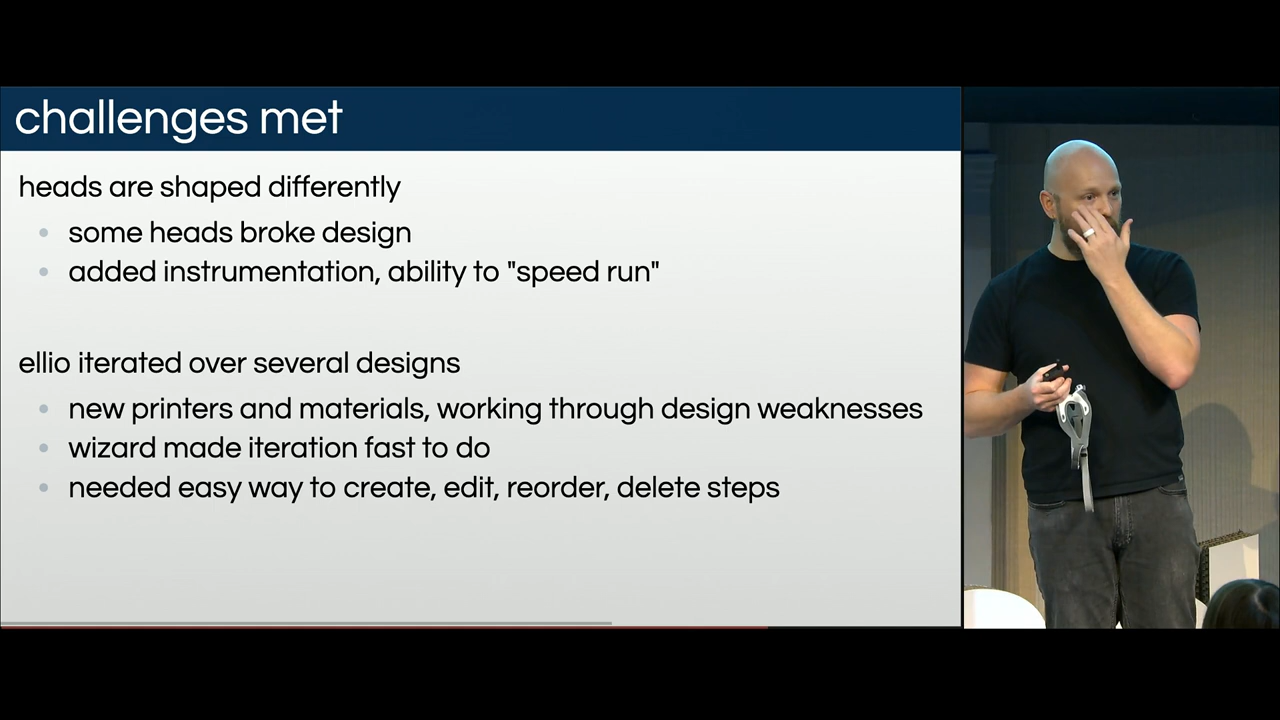 challenges met
heads are shaped differently
some heads broke design
added instrumentation, ability to "speed run"
ellio iterated over several designs
new printers and materials, working through design weaknesses
wizard made iteration fast to do
needed easy way to create, edit, reorder, delete steps